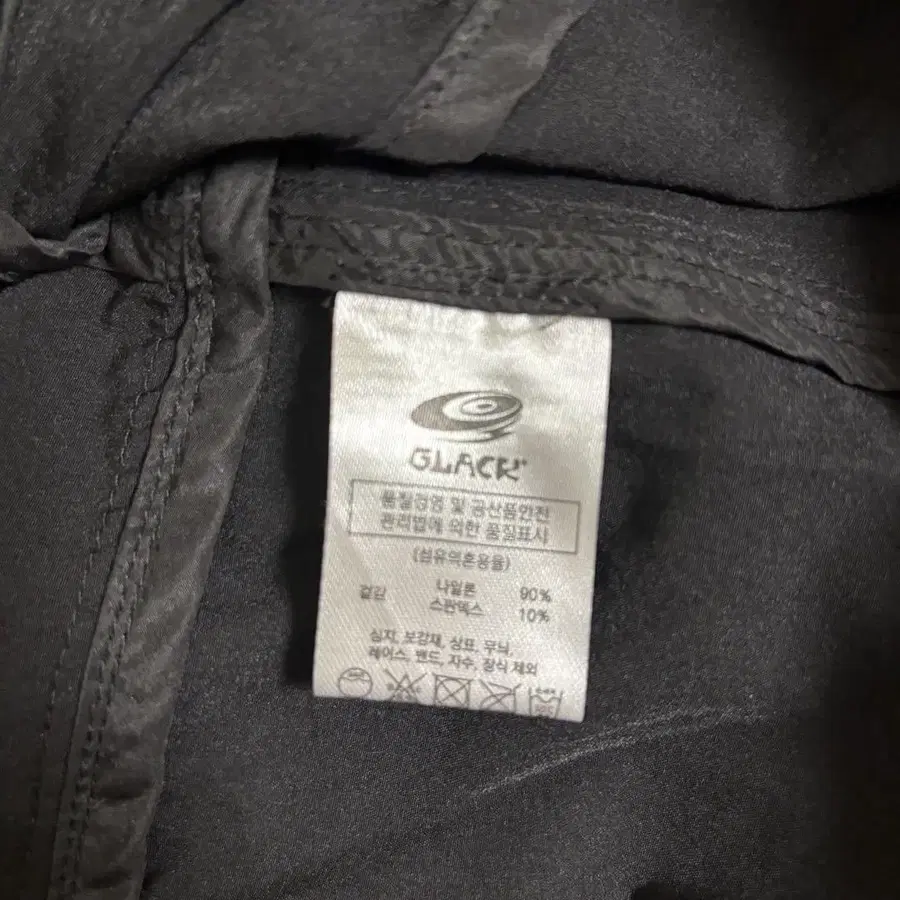 GLACK
품질경영 및 공산품안전
관리법에 의한 품질표시
(섬유의혼용율)
겉감 나일론 90%
스판덱스 10%
심지, 보강재, 상표, 무늬,
레이스, 밴드, 자수, 장식 제외